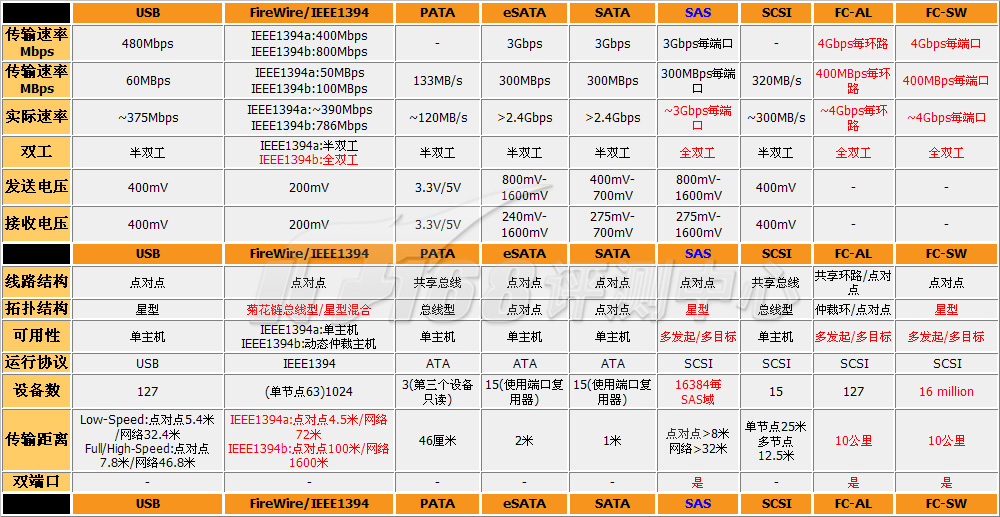 USB FireWire/IEEE1394 PATA eSATA SATA SAS SCSI FC-AL FC-SW
传输速率Mbps 480Mbps IEEE1394a:400Mbps IEEE1394b:800Mbps - 3Gbps 3Gbps 3Gbps每端口 - 4Gbps每环路 4Gbps每端口
传输速率MBps 60MBps IEEE1394a:50MBps IEEE1394b:100MBps 133MB/s 300MBps 300MBps 300MBps每端口 320MB/s 400MBps每环路 400MBps每端口
实际速率 ~375Mbps IEEE1394a:~390Mbps IEEE1394b:786Mbps ~120MB/s >2.4Gbps >2.4Gbps ~3Gbps每端口 ~300MB/s ~4Gbps每环路 ~4Gbps每端口
双工 半双工 IEEE1394a:半双工 IEEE1394b:全双工 半双工 半双工 半双工 全双工 半双工 全双工 全双工
发送电压 400mV 200mV 3.3V/5V 800mV-1600mV 400mV-700mV 800mV-1600mV 400mV - -
接收电压 400mV 200mV 3.3V/5V 240mV-1600mV 275mV-700mV 275mV-1600mV 400mV - -
USB FireWire/IEEE1394 PATA eSATA SATA SAS SCSI FC-AL FC-SW
线路结构 点对点 点对点 共享总线 点对点 点对点 点对点 共享总线 共享环路/点对点 点对点
拓扑结构 星型 菊花链总线型/星型混合 总线型 点对点 点对点 星型 总线型 仲裁环/点对点 星型
可用性 单主机 IEEE1394a:单主机 IEEE1394b:动态仲裁主机 单主机 单主机 单主机 多发起/多目标 单主机 多发起/多目标 多发起/多目标
运行协议 USB IEEE1394 ATA ATA ATA SCSI SCSI SCSI SCSI
设备数 127 (单节点63)1024 3(第三个设备只读) 15(使用端口复用器) 15(使用端口复用器) 16384每SAS域 15 127 16 million
传输距离 Low-Speed:点对点5.4米/网络32.4米 Full/High-Speed:点对点7.8米/网络46.8米 IEEE1394a:点对点4.5米/网络72米 IEEE1394b:点对点100米/网络1600米 46厘米 2米 1米 点对点>8米 网络>32米 单节点25米 多节点12.5米 10公里 10公里
双端口 - - - - - 是 - 是 是
USB FireWire/IEEE1394 PATA eSATA SATA SAS SCSI FC-AL FC-SW
IT168评测中心